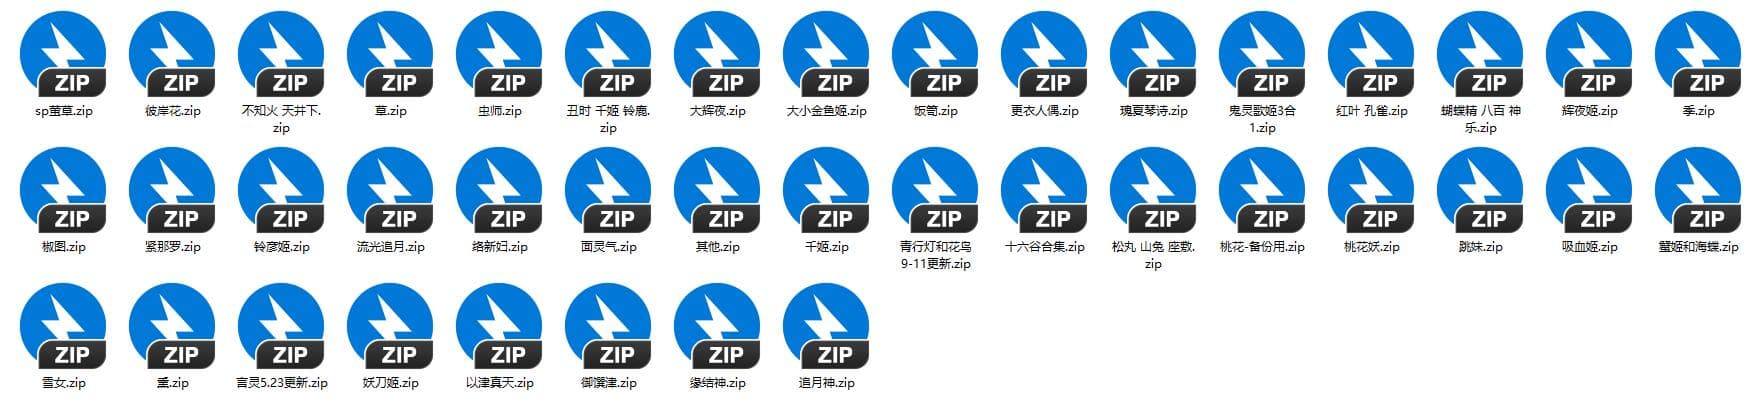 ZIP ZIP ZIP ZIP ZIP ZIP ZIP ZIP ZIP ZIP ZIP ZIP ZIP ZIP ZIP ZIP
sp萤草.zip 彼岸花.zip 不知火 天井下.zip 草.zip 虫师.zip 丑时 千姬 铃鹿.zip 大辉夜.zip 大小金鱼姬.zip 饭笥.zip 更衣人偶.zip 瑰夏琴诗.zip 鬼灵歌姬3合1.zip 红叶 孔雀.zip 蝴蝶精 八百 神乐.zip 辉夜姬.zip 季.zip
ZIP ZIP ZIP ZIP ZIP ZIP ZIP ZIP ZIP ZIP ZIP ZIP ZIP ZIP ZIP ZIP
椒图.zip 紧那罗.zip 铃彦姬.zip 流光追月.zip 络新妇.zip 面灵气.zip 其他.zip 千姬.zip 青行灯和花鸟9-11更新.zip 十六谷合集.zip 松丸 山兔 座敷.zip 桃花-备份用.zip 桃花妖.zip 跳妹.zip 吸血姬.zip 蟹姬和海蝶.zip
ZIP ZIP ZIP ZIP ZIP ZIP ZIP ZIP
雪女.zip 薰.zip 言灵5.23更新.zip 妖刀姬.zip 以津真天.zip 御馔津.zip 缘结神.zip 追月神.zip